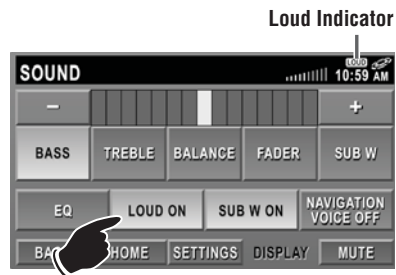 Loud Indicator
SOUND
LOUD
10:59 AM
− +
BASS TREBLE BALANCE FADER SUB W
EQ LOUD ON SUB W ON NAVIGATION
VOICE OFF
HOME SETTINGS DISPLAY MUTE